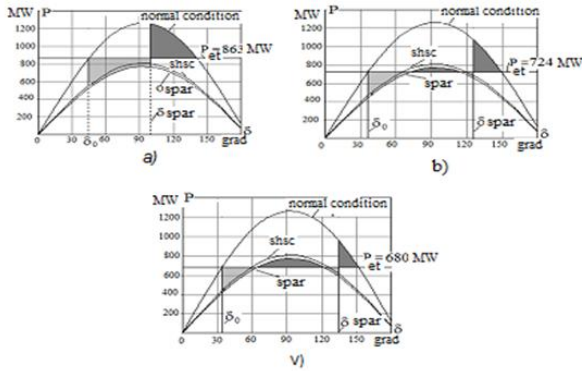 MW P
normal condition
1200
1000
P = 863 MW
et
800
shsc
600
spar
400
δ spar
200
δ
0 30 60 90 120 150
δ₀
grad
a)
MW P
normal condition
1200
1000
P = 724 MW
et
800
shsc
600
spar
400
200
δ₀
δ spar
δ
0 30 60 90 120 150
grad
b)
MW P
normal condition
1200
1000
shsc
P = 680 MW
et
800
600
spar
400
200
δ₀
δ spar
δ
0 30 60 90 120 150
grad
v)